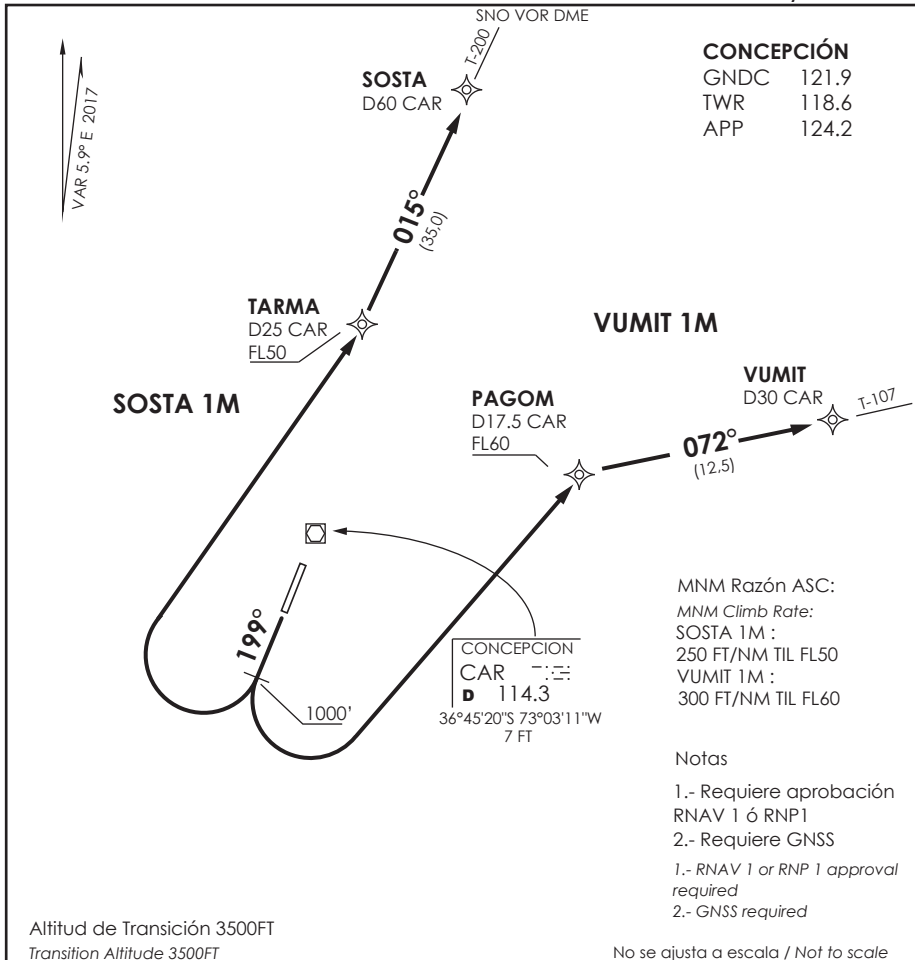 SNO VOR DME
T-200
SOSTA
D60 CAR
CONCEPCIÓN
GNDC 121.9
TWR 118.6
APP 124.2
VAR 5.9° E 2017
015°
(35,0)
TARMA
D25 CAR
FL50
VUMIT 1M
SOSTA 1M
PAGOM
D17.5 CAR
FL60
VUMIT
D30 CAR
T-107
072°
(12,5)
199°
1000'
CONCEPCION
CAR
D 114.3
36°45'20"S 73°03'11"W
7 FT
MNM Razón ASC:
MNM Climb Rate:
SOSTA 1M :
250 FT/NM TIL FL50
VUMIT 1M :
300 FT/NM TIL FL60
Notas
1.- Requiere aprobación
RNAV 1 ó RNP1
2.- Requiere GNSS
1.- RNAV 1 or RNP 1 approval
required
2.- GNSS required
Altitud de Transición 3500FT
Transition Altitude 3500FT
No se ajusta a escala / Not to scale